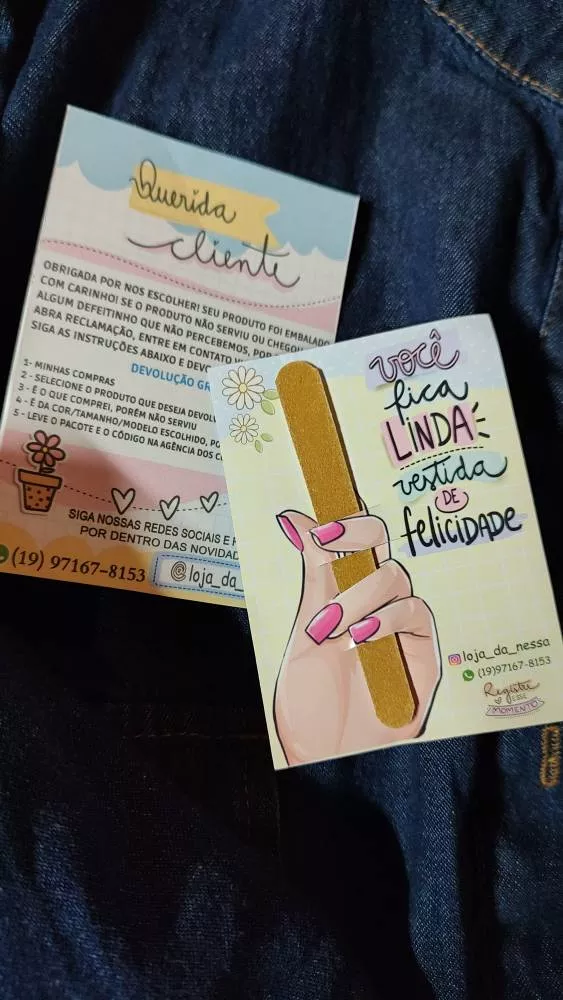 Querida
cliente
OBRIGADA POR NOS ESCOLHER! SEU PRODUTO FOI EMBALADO
COM CARINHO! SE O PRODUTO NÃO SERVIU OU CHEGOU
ALGUM DEFEITINHO QUE NÃO PERCEBEMOS, POR
ABRA RECLAMAÇÃO, ENTRE EM CONTATO
SIGA AS INSTRUÇÕES ABAIXO E
DEVOLUÇÃO
1- MINHAS COMPRAS
2 - SELECIONE O PRODUTO QUE DESEJA
3 - É O QUE COMPREI, PORÉM NÃO SERVIU
4 - É DA COR/TAMANHO/MODELO ESCOLHIDO,
5 - LEVE O PACOTE E O CÓDIGO NA AGÊNCIA DOS
SIGA NOSSAS REDES SOCIAIS E
POR DENTRO DAS
(19) 97167-8153
@loja_da_
você
fica
LINDA
vestida
DE
felicidade
loja_da_nessa
(19)97167-8153
Registre
ESSE
MOMENTO